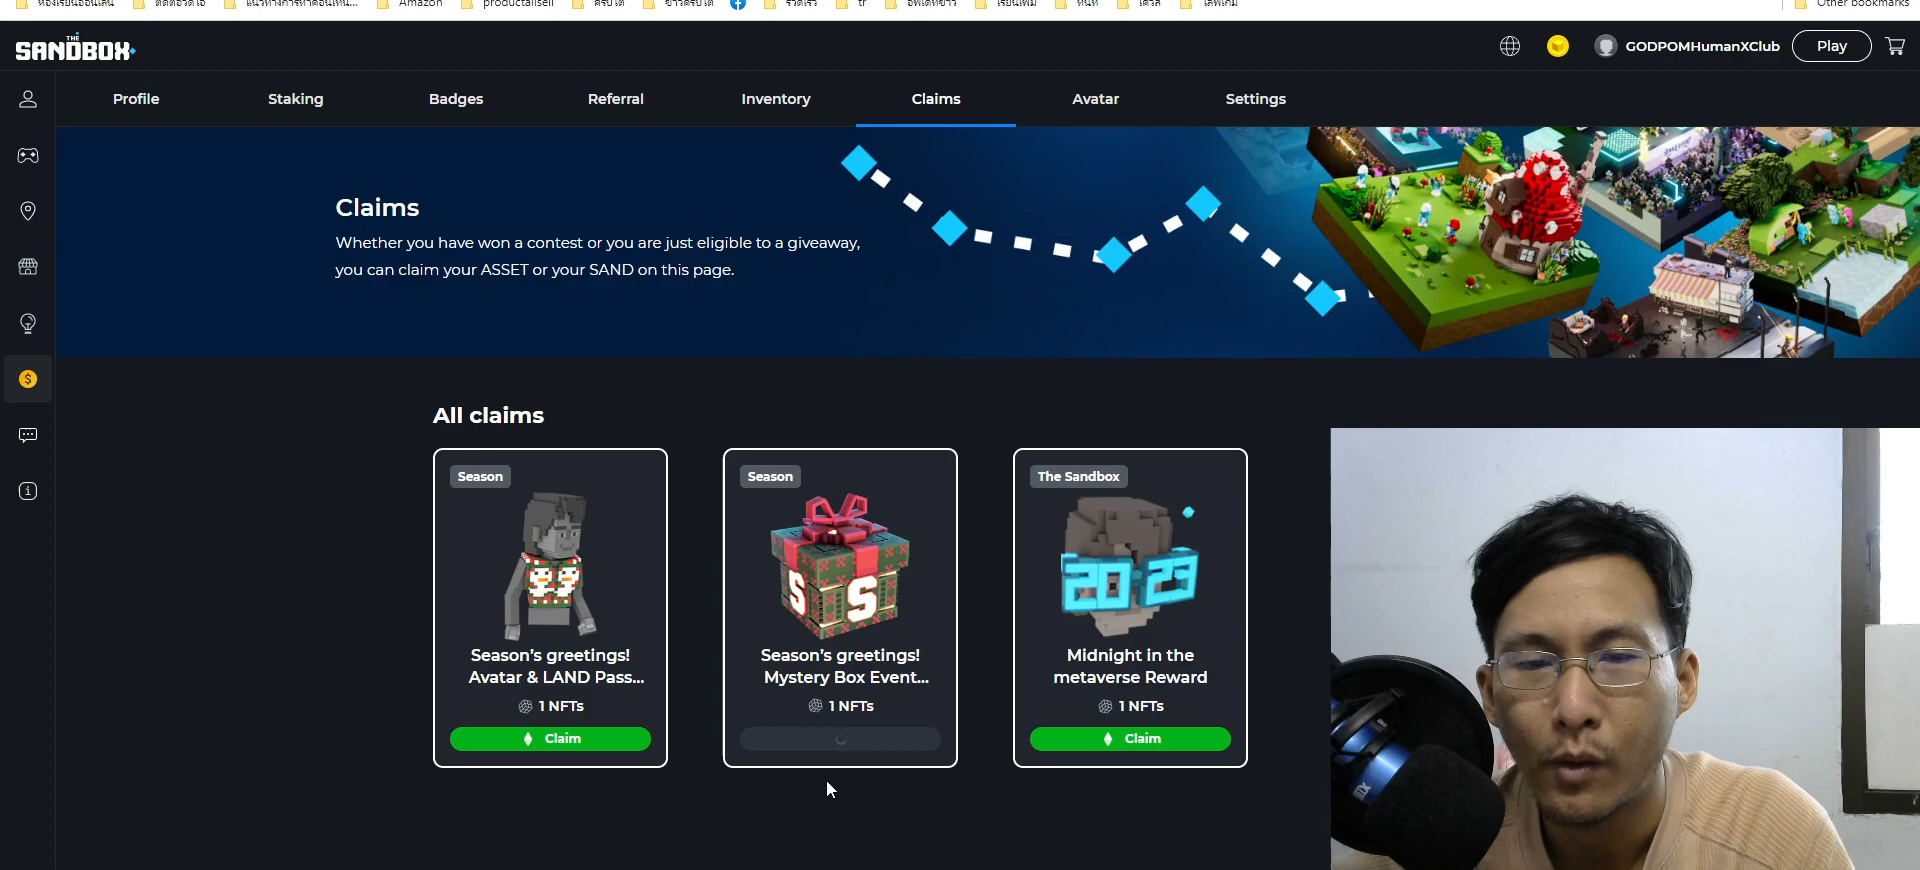 Amazon
productallsell
Other bookmarks
THE
SANDBOX
GODPOMHumanXClub
Play
Profile
Staking
Badges
Referral
Inventory
Claims
Avatar
Settings
Claims
Whether you have won a contest or you are just eligible to a giveaway,
you can claim your ASSET or your SAND on this page.
All claims
Season
Season’s greetings!
Avatar & LAND Pass...
1 NFTs
Claim
Season
S S
Season’s greetings!
Mystery Box Event...
1 NFTs
The Sandbox
20 23
Midnight in the
metaverse Reward
1 NFTs
Claim